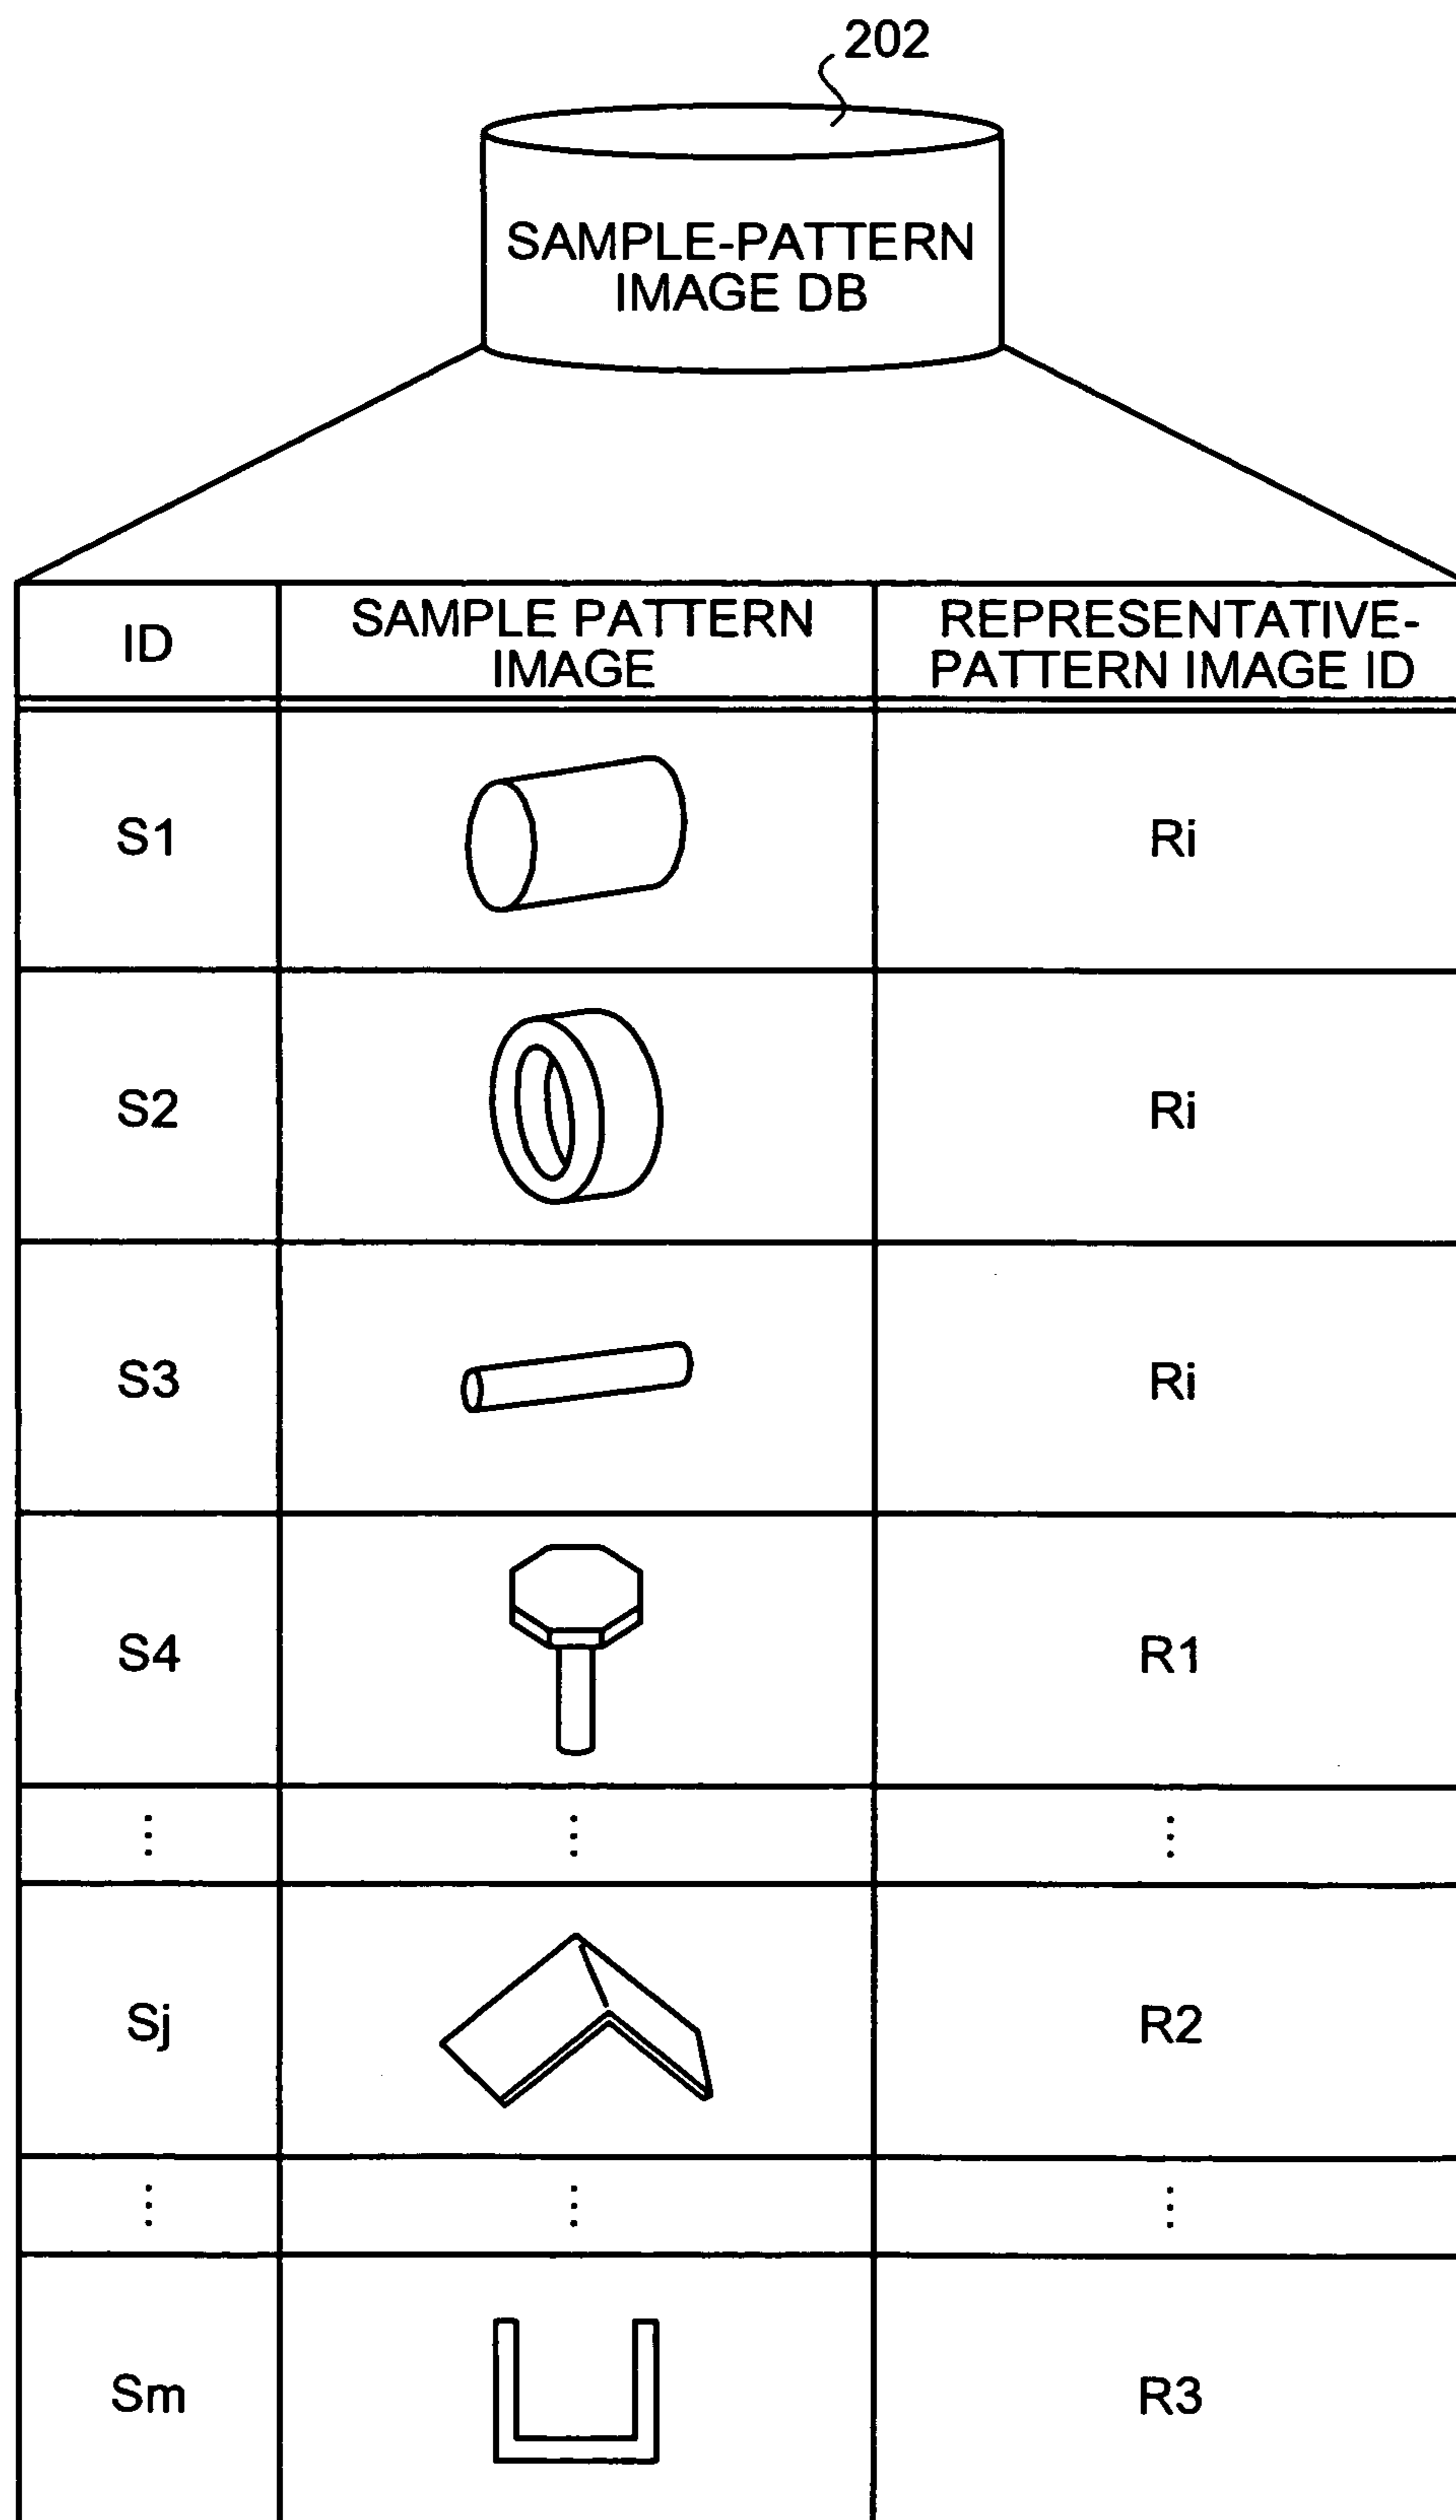 202
SAMPLE-PATTERN
IMAGE DB
ID
SAMPLE PATTERN
IMAGE
REPRESENTATIVE-
PATTERN IMAGE ID
S1
Ri
S2
Ri
S3
Ri
S4
R1
Sj
R2
Sm
R3